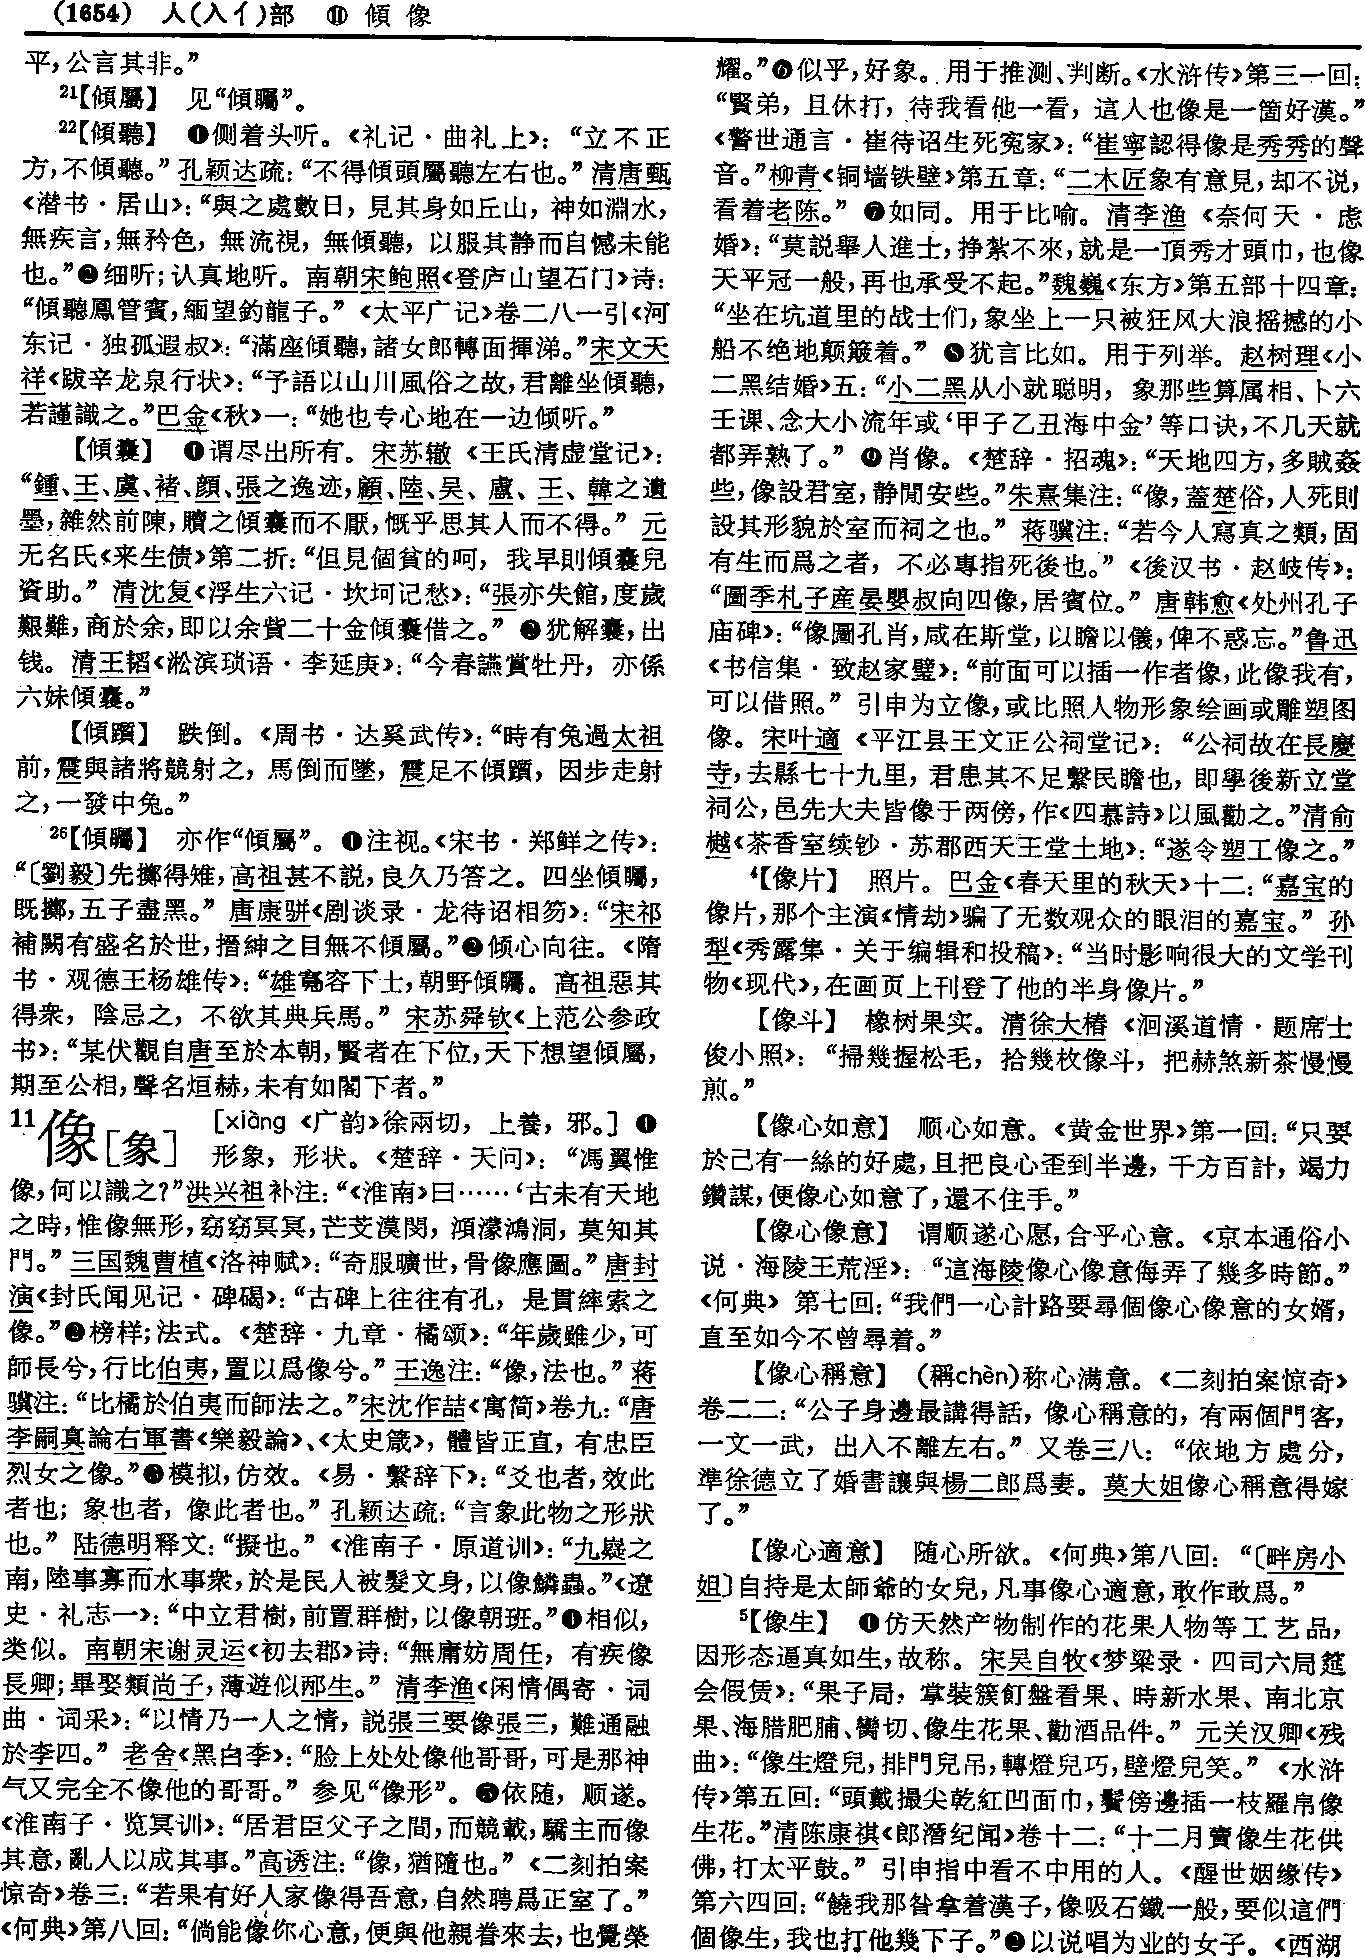 (1654) 人(入亻)部 ⑪ 傾像
平，公言其非。”
21【傾屬】 见“傾矚”。
22【傾聽】 ❶侧着头听。《礼记·曲礼上》：“立不正
方，不傾聽。”孔颖达疏：“不得傾頭屬聽左右也。”清唐甄
《潜书·居山》：“與之處數日，見其身如丘山，神如淵水，
無疾言，無矜色，無流視，無傾聽，以服其静而自憾未能
也。”❷细听；认真地听。南朝宋鲍照《登庐山望石门》诗：
“傾聽鳳管賓，緬望釣龍子。”《太平广记》卷二八一引《河
东记·独孤遐叔》：“滿座傾聽，諸女郎轉面揮涕。”宋文天
祥《跋辛龙泉行状》：“予語以山川風俗之故，君離坐傾聽，
若謹識之。”巴金《秋》一：“她也专心地在一边倾听。”
【傾囊】 ❶谓尽出所有。宋苏辙《王氏清虚堂记》：
“鍾、王、虞、褚、顔、張之逸迹，顧、陸、吴、盧、王、韓之遺
墨，雜然前陳，贖之傾囊而不厭，慨乎思其人而不得。”元
无名氏《来生债》第二折：“但見個貧的呵，我早則傾囊兒
資助。”清沈复《浮生六记·坎坷记愁》：“張亦失館，度歲
艱難，商於余，即以余貲二十金傾囊借之。”❷犹解囊，出
钱。清王韬《淞滨琐语·李延庚》：“今春讌賞牡丹，亦係
六妹傾囊。”
【傾躓】 跌倒。《周书·达奚武传》：“時有兔過太祖
前，震與諸將競射之，馬倒而墜，震足不傾躓，因步走射
之，一發中兔。”
26【傾矚】 亦作“傾屬”。❶注视。《宋书·郑鲜之传》：
“〔劉毅〕先擲得雉，高祖甚不説，良久乃答之。四坐傾矚，
既擲，五子盡黑。”唐康骈《剧谈录·龙待诏相笏》：“宋祁
補闕有盛名於世，搢紳之目無不傾屬。”❷倾心向往。《隋
书·观德王杨雄传》：“雄寬容下士，朝野傾矚。高祖惡其
得衆，陰忌之，不欲其典兵馬。”宋苏舜钦《上范公参政
书》：“某伏觀自唐至於本朝，賢者在下位，天下想望傾屬，
期至公相，聲名烜赫，未有如閣下者。”
11像［象］ ［xiàng《广韵》徐兩切，上養，邪。］❶
形象，形状。《楚辞·天问》：“馮翼惟
像，何以識之？”洪兴祖补注：“《淮南》曰……‘古未有天地
之時，惟像無形，窈窈冥冥，芒芠漠閔，澒濛鴻洞，莫知其
門。”三国魏曹植《洛神赋》：“奇服曠世，骨像應圖。”唐封
演《封氏闻见记·碑碣》：“古碑上往往有孔，是貫繂索之
像。”❷榜样；法式。《楚辞·九章·橘颂》：“年歲雖少，可
師長兮，行比伯夷，置以爲像兮。”王逸注：“像，法也。”蒋
骥注：“比橘於伯夷而師法之。”宋沈作喆《寓简》卷九：“唐
李嗣真論右軍書《樂毅論》、《太史箴》，體皆正直，有忠臣
烈女之像。”❸模拟，仿效。《易·繫辞下》：“爻也者，效此
者也；象也者，像此者也。”孔颖达疏：“言象此物之形狀
也。”陆德明释文：“擬也。”《淮南子·原道训》：“九嶷之
南，陸事寡而水事衆，於是民人被髮文身，以像鱗蟲。”《遼
史·礼志一》：“中立君樹，前置群樹，以像朝班。”❹相似，
类似。南朝宋谢灵运《初去郡》诗：“無庸妨周任，有疾像
長卿；畢娶類尚子，薄遊似邴生。”清李渔《闲情偶寄·词
曲·词采》：“以情乃一人之情，説張三要像張三，難通融
於李四。”老舍《黑白李》：“脸上处处像他哥哥，可是那神
气又完全不像他的哥哥。”参见“像形”。❺依随，顺遂。
《淮南子·览冥训》：“居君臣父子之間，而競載，驕主而像
其意，亂人以成其事。”高诱注：“像，猶隨也。”《二刻拍案
惊奇》卷三：“若果有好人家像得吾意，自然聘爲正室了。”
《何典》第八回：“倘能像你心意，便與他親眷來去，也覺榮
耀。”❻似乎，好象。用于推测、判断。《水浒传》第三一回：
“賢弟，且休打，待我看他一看，這人也像是一箇好漢。”
《警世通言·崔待诏生死冤家》：“崔寧認得像是秀秀的聲
音。”柳青《铜墙铁壁》第五章：“二木匠象有意見，却不说，
看着老陈。”❼如同。用于比喻。清李渔《奈何天·虑
婚》：“莫説舉人進士，挣紮不來，就是一頂秀才頭巾，也像
天平冠一般，再也承受不起。”魏巍《东方》第五部十四章：
“坐在坑道里的战士们，象坐上一只被狂风大浪摇撼的小
船不绝地颠簸着。”❽犹言比如。用于列举。赵树理《小
二黑结婚》五：“小二黑从小就聪明，象那些算属相、卜六
壬课、念大小流年或‘甲子乙丑海中金’等口诀，不几天就
都弄熟了。”❾肖像。《楚辞·招魂》：“天地四方，多賊姦
些，像設君室，静閒安些。”朱熹集注：“像，蓋楚俗，人死則
設其形貌於室而祠之也。”蒋骥注：“若今人寫真之類，固
有生而爲之者，不必專指死後也。”《後汉书·赵岐传》：
“圖季札子産晏嬰叔向四像，居賓位。”唐韩愈《处州孔子
庙碑》：“像圖孔肖，咸在斯堂，以瞻以儀，俾不惑忘。”鲁迅
《书信集·致赵家璧》：“前面可以插一作者像，此像我有，
可以借照。”引申为立像，或比照人物形象绘画或雕塑图
像。宋叶適《平江县王文正公祠堂记》：“公祠故在長慶
寺，去縣七十九里，君患其不足繫民瞻也，即學後新立堂
祠公，邑先大夫皆像于两傍，作《四慕詩》以風勸之。”清俞
樾《茶香室续钞·苏郡西天王堂土地》：“遂令塑工像之。”
4【像片】 照片。巴金《春天里的秋天》十二：“嘉宝的
像片，那个主演《情劫》骗了无数观众的眼泪的嘉宝。”孙
犁《秀露集·关于编辑和投稿》：“当时影响很大的文学刊
物《现代》，在画页上刊登了他的半身像片。”
【像斗】 橡树果实。清徐大椿《洄溪道情·题席士
俊小照》：“掃幾握松毛，拾幾枚像斗，把赫煞新茶慢慢
煎。”
【像心如意】 顺心如意。《黄金世界》第一回：“只要
於己有一絲的好處，且把良心歪到半邊，千方百計，竭力
鑽謀，便像心如意了，還不住手。”
【像心像意】 谓顺遂心愿，合乎心意。《京本通俗小
说·海陵王荒淫》：“這海陵像心像意侮弄了幾多時節。”
《何典》第七回：“我們一心計路要尋個像心像意的女婿，
直至如今不曾尋着。”
【像心稱意】 （稱chèn）称心满意。《二刻拍案惊奇》
卷二二：“公子身邊最講得話，像心稱意的，有兩個門客，
一文一武，出入不離左右。”又卷三八：“依地方處分，
準徐德立了婚書讓與楊二郎爲妻。莫大姐像心稱意得嫁
了。”
【像心適意】 随心所欲。《何典》第八回：“〔畔房小
姐〕自持是太師爺的女兒，凡事像心適意，敢作敢爲。”
5【像生】 ❶仿天然产物制作的花果人物等工艺品，
因形态逼真如生，故称。宋吴自牧《梦粱录·四司六局筵
会假赁》：“果子局，掌裝簇飣盤看果、時新水果、南北京
果、海腊肥脯、臠切、像生花果、勸酒品件。”元关汉卿《残
曲》：“像生燈兒，排門兒吊，轉燈兒巧，壁燈兒笑。”《水浒
传》第五回：“頭戴撮尖乾紅凹面巾，鬢傍邊插一枝羅帛像
生花。”清陈康祺《郎潜纪闻》卷十二：“十二月賣像生花供
佛，打太平鼓。”引申指中看不中用的人。《醒世姻缘传》
第六四回：“饒我那昝拿着漢子，像吸石鐵一般，要似這們
個像生，我也打他幾下子。”❷以说唱为业的女子。《西湖